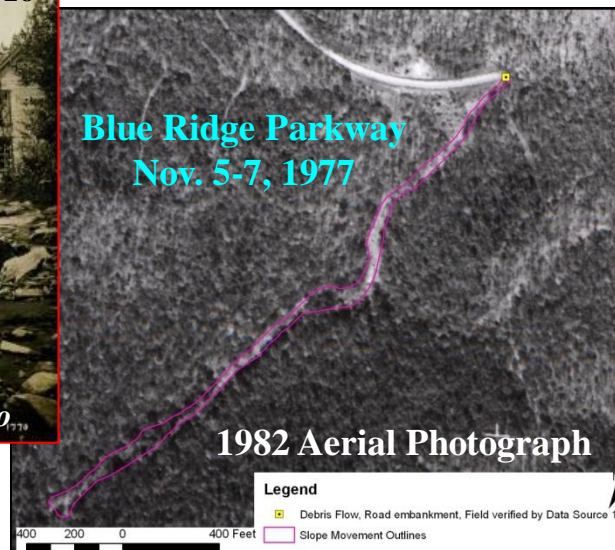 Blue Ridge Parkway
Nov. 5-7, 1977
1982 Aerial Photograph
Legend
Debris Flow, Road embankment, Field verified by Data Source 1
Slope Movement Outlines
400 200 0 400 Feet